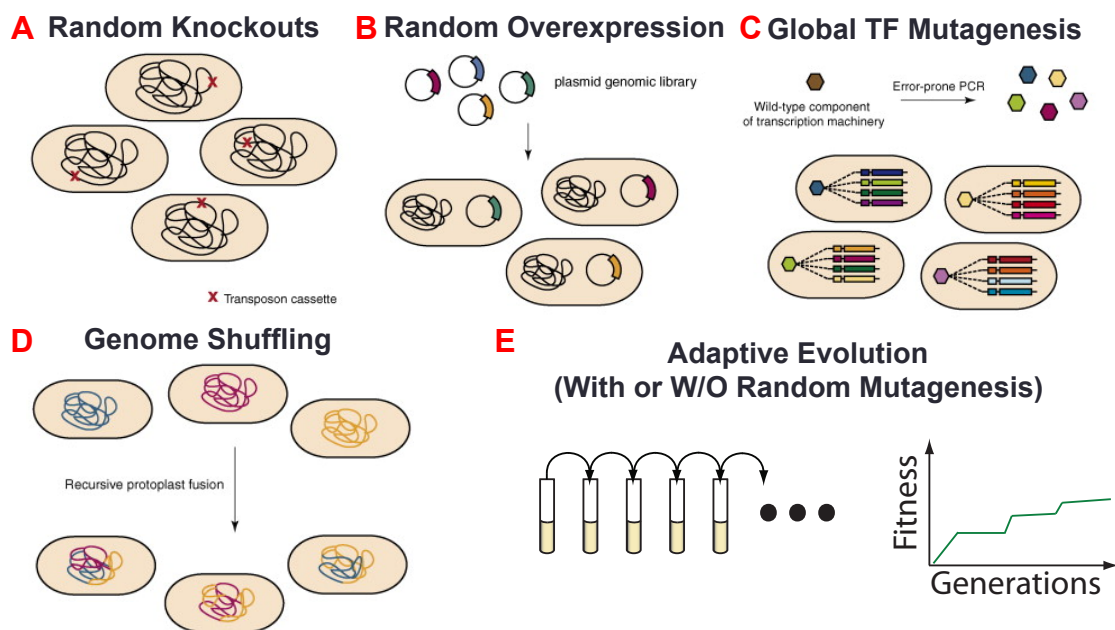 A Random Knockouts
X Transposon cassette
B Random Overexpression
plasmid genomic library
C Global TF Mutagenesis
Wild-type component
of transcription machinery
Error-prone PCR
D Genome Shuffling
Recursive protoplast fusion
E
Adaptive Evolution
(With or W/O Random Mutagenesis)
Fitness
Generations